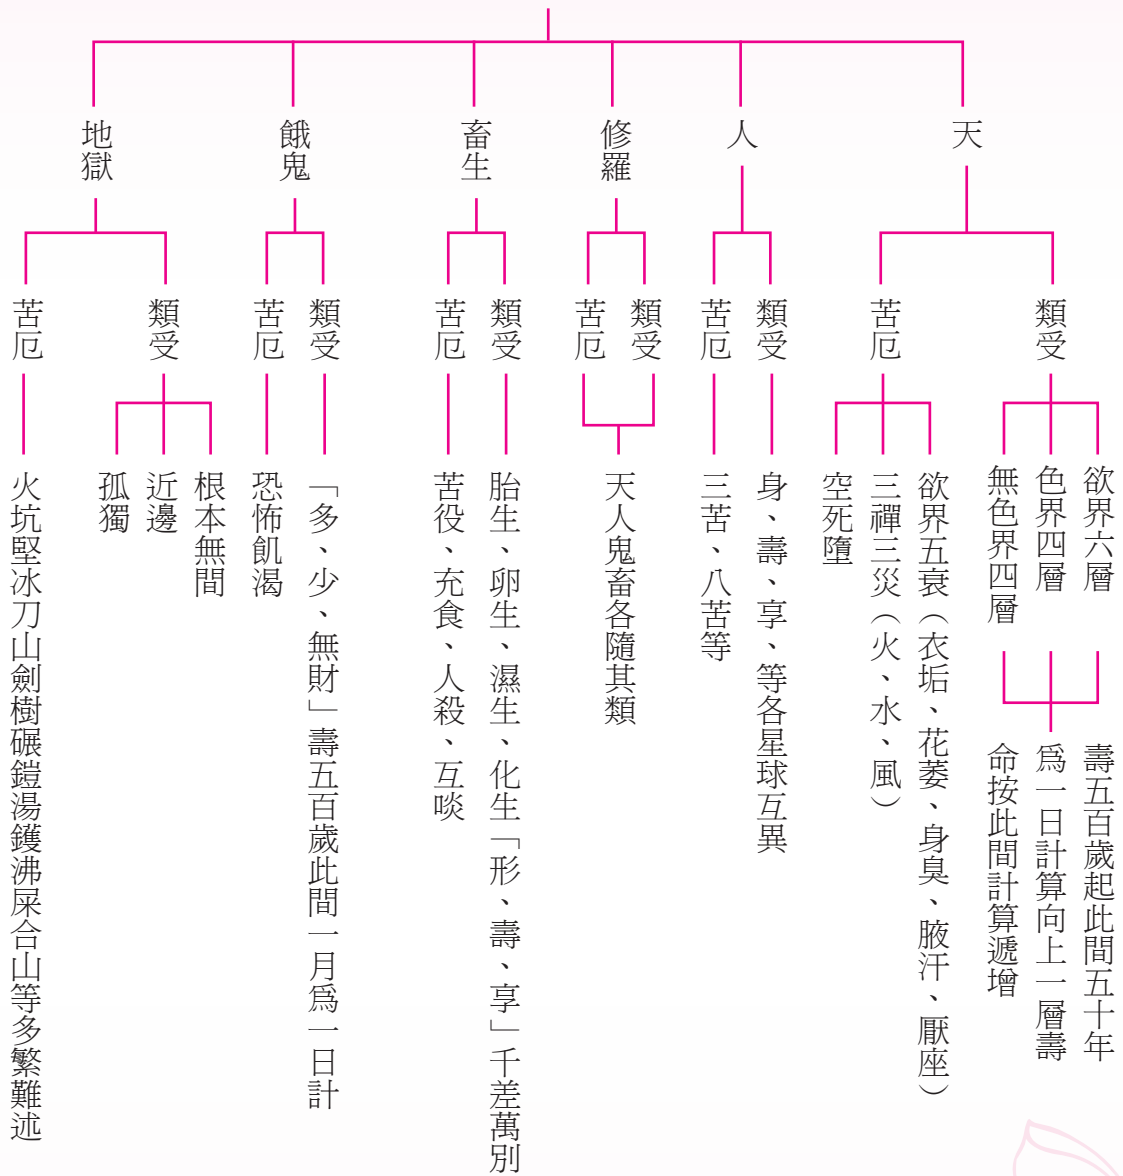 天
人
修羅
畜生
餓鬼
地獄
類受
苦厄
類受
苦厄
類受
苦厄
類受
苦厄
類受
苦厄
類受
苦厄
欲界六層
色界四層
無色界四層
壽五百歲起此間五十年
爲一日計算向上一層壽
命按此間計算遞增
欲界五衰（衣垢、花萎、身臭、腋汗、厭座）
三禪三災（火、水、風）
空死墮
身、壽、享、等各星球互異
三苦、八苦等
天人鬼畜各隨其類
胎生、卵生、濕生、化生「形、壽、享」千差萬別
苦役、充食、人殺、互啖
「多、少、無財」壽五百歲此間一月爲一日計
恐怖飢渴
根本無間
近邊
孤獨
火坑堅冰刀山劍樹碾鎧湯鑊沸屎合山等多繁難述